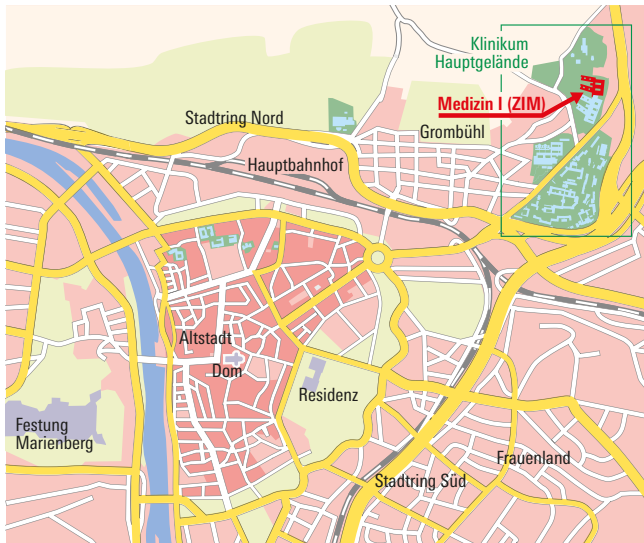 Klinikum
Hauptgelände
Medizin I (ZIM)
Stadtring Nord
Grombühl
Hauptbahnhof
Altstadt
Dom
Residenz
Festung
Marienberg
Frauenland
Stadtring Süd